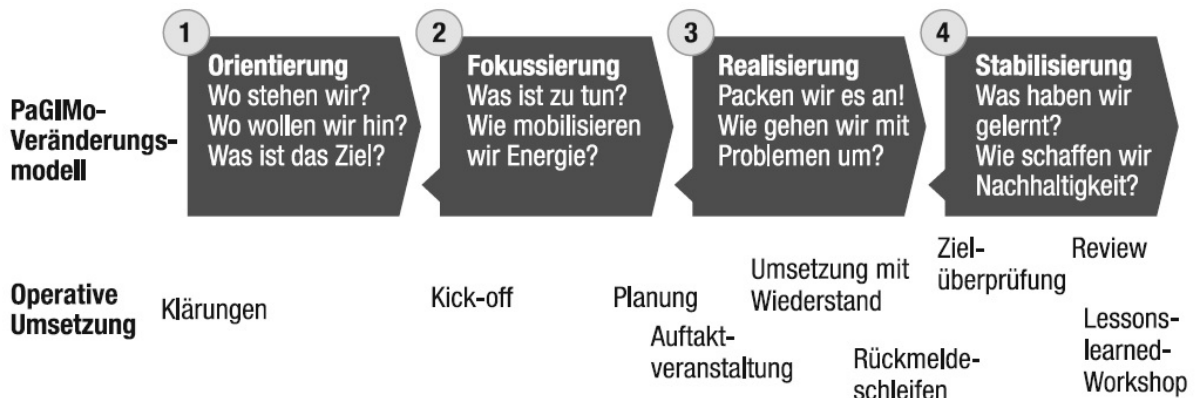 PaGIMo-
Veränderungs-
modell
1
Orientierung
Wo stehen wir?
Wo wollen wir hin?
Was ist das Ziel?
2
Fokussierung
Was ist zu tun?
Wie mobilisieren
wir Energie?
3
Realisierung
Packen wir es an!
Wie gehen wir mit
Problemen um?
4
Stabilisierung
Was haben wir
gelernt?
Wie schaffen wir
Nachhaltigkeit?
Operative
Umsetzung
Klärungen
Kick-off
Planung
Auftakt-
veranstaltung
Umsetzung mit
Wiederstand
Rückmelde-
schleifen
Ziel-
überprüfung
Review
Lessons-
learned-
Workshop